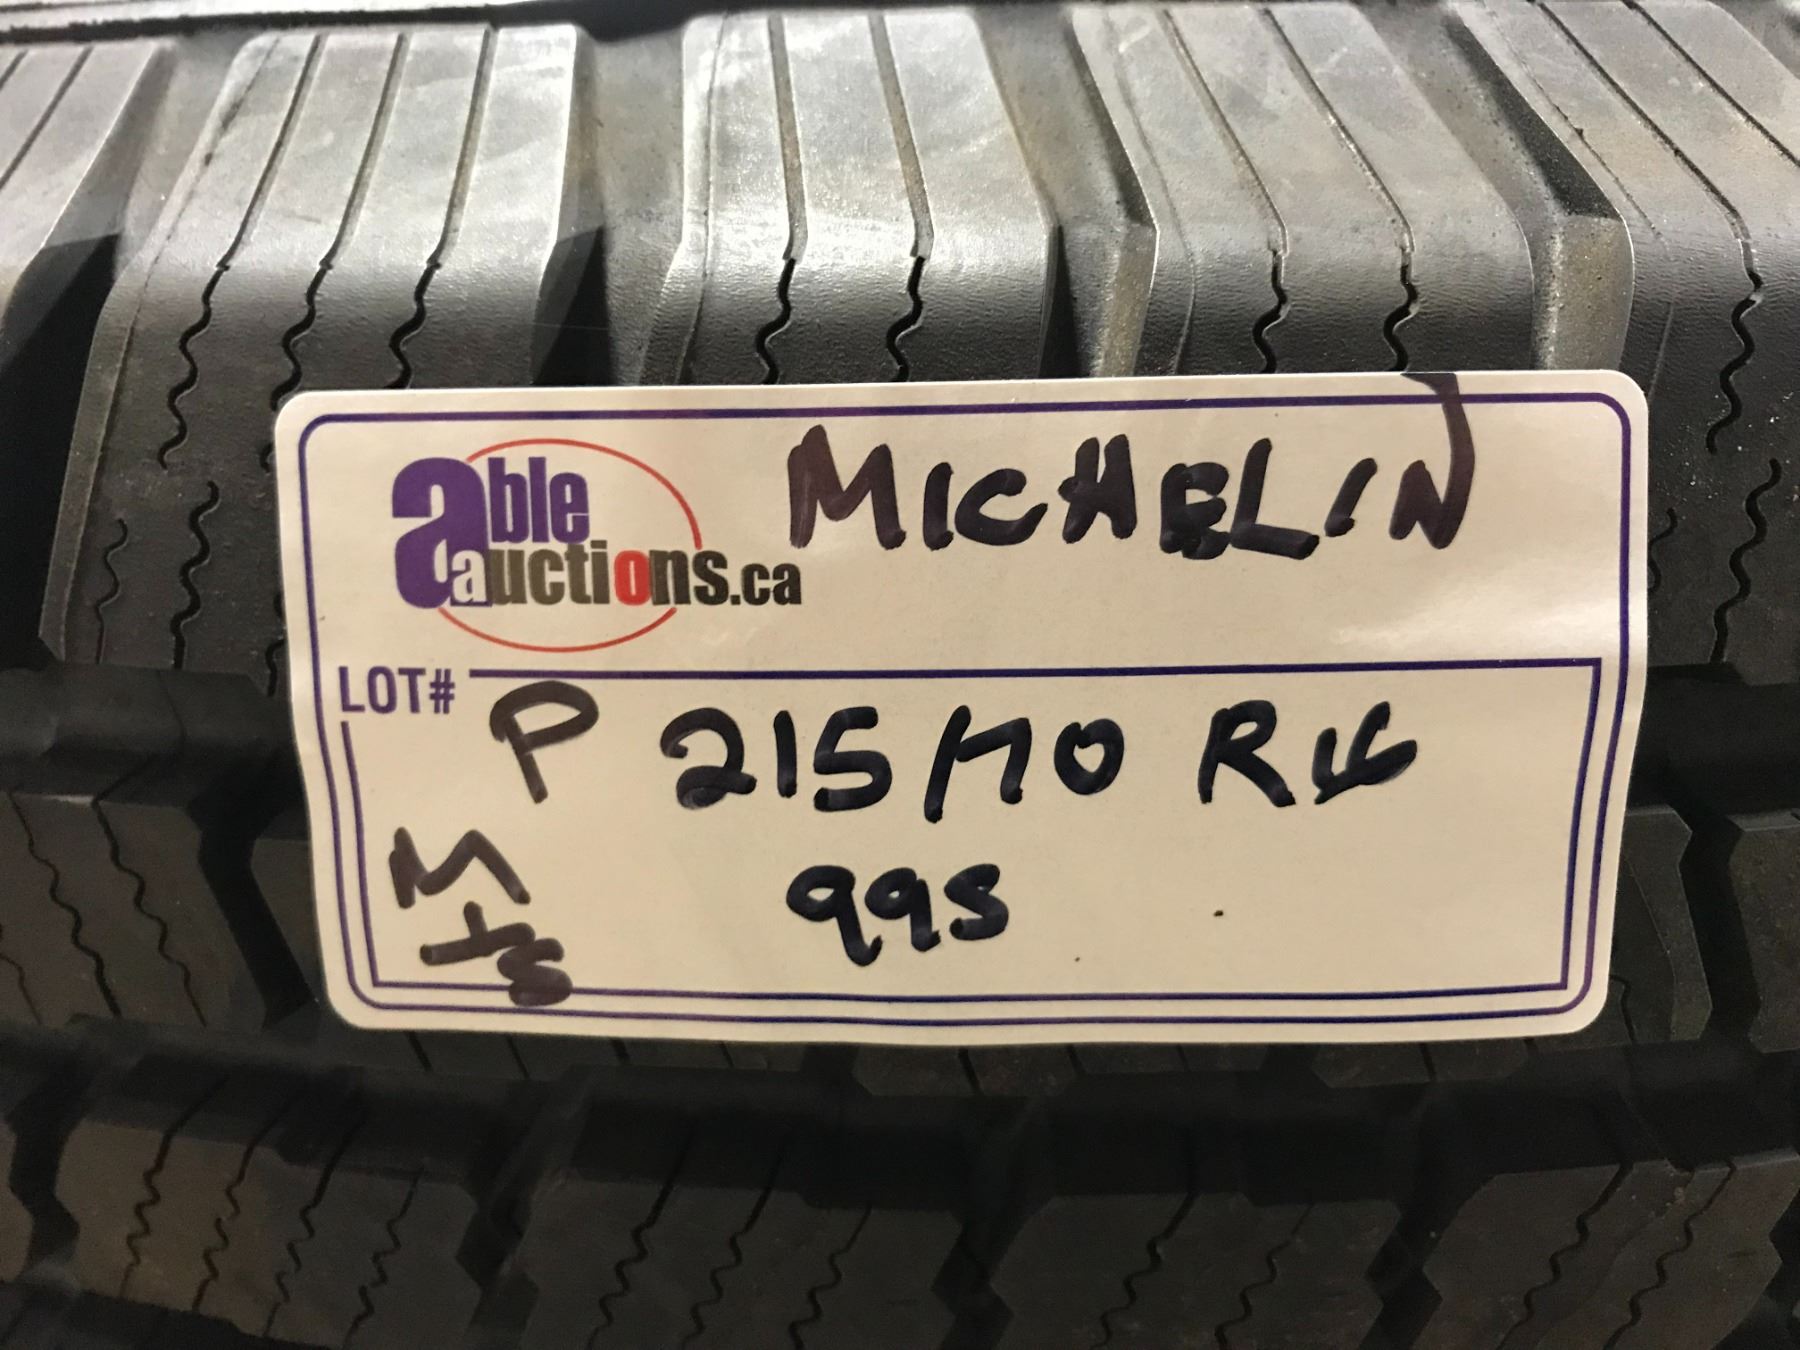 able
auctions.ca
MICHELIN
LOT#
P 215/70 R16
99S
M+S